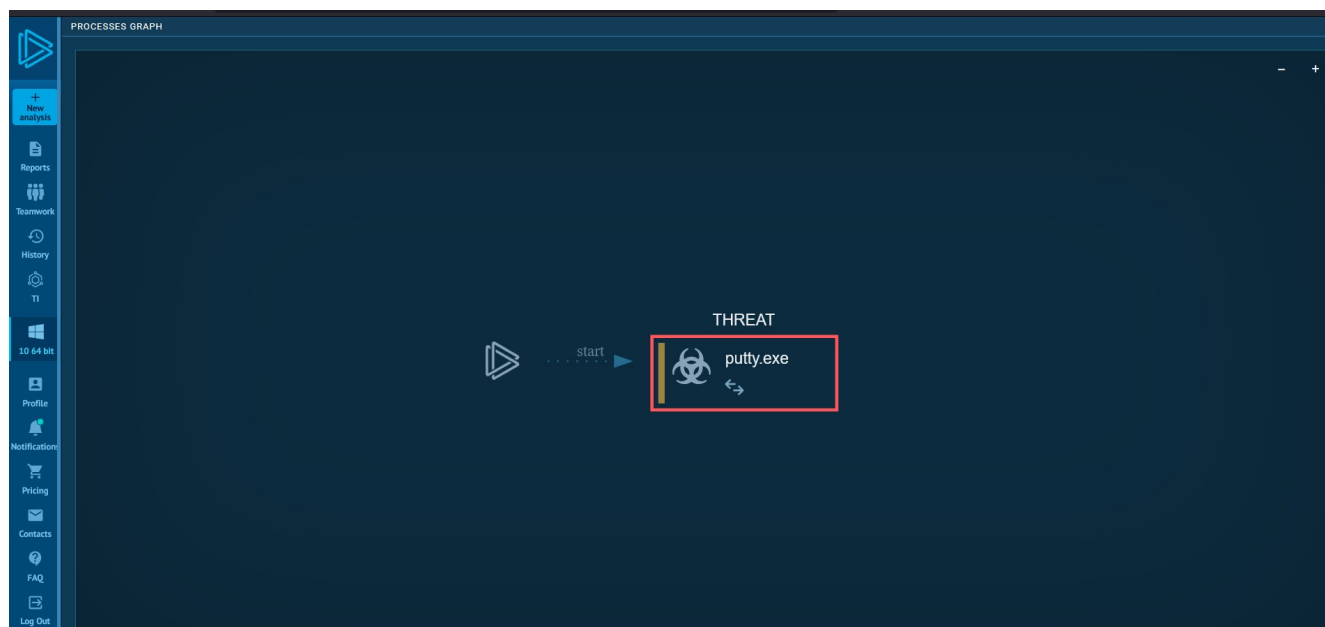 PROCESSES GRAPH
− +
+
New
analysis
Reports
Teamwork
History
TI
10 64 bit
Profile
Notifications
Pricing
Contacts
FAQ
Log Out
start
THREAT
putty.exe